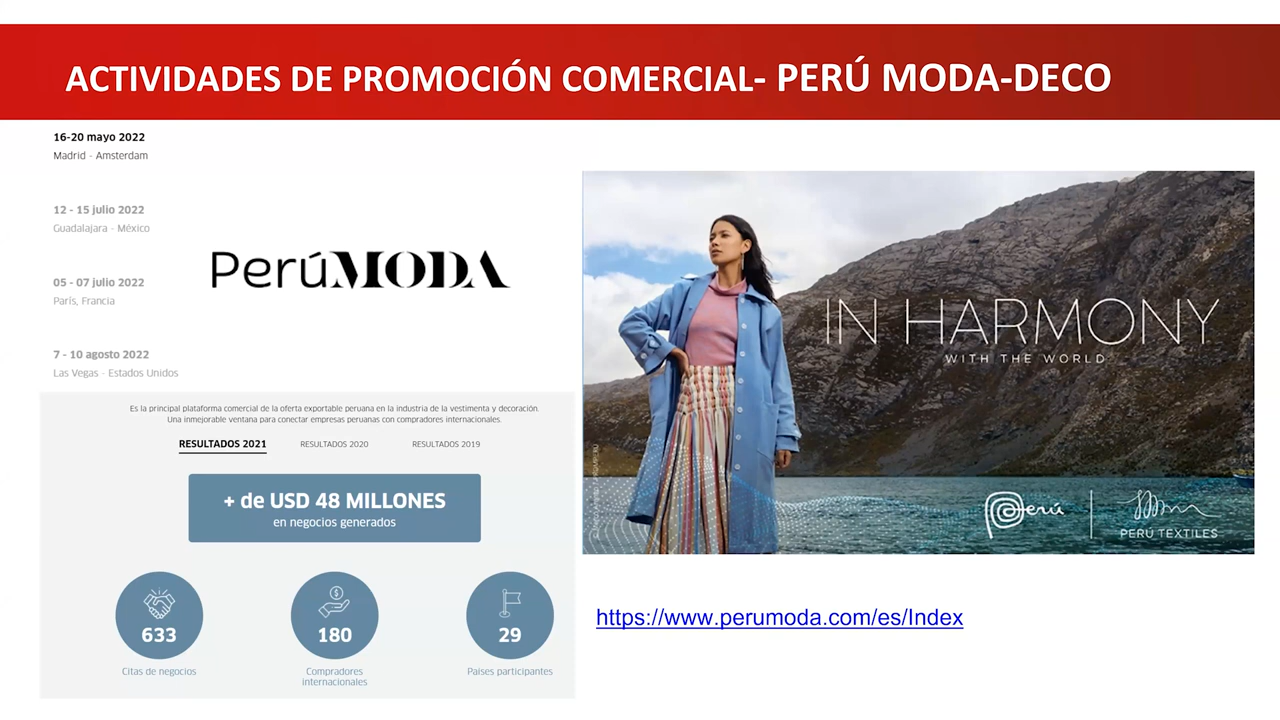 ACTIVIDADES DE PROMOCIÓN COMERCIAL- PERÚ MODA-DECO
16-20 mayo 2022
Madrid - Amsterdam
12 - 15 julio 2022
Guadalajara - México
05 - 07 julio 2022
París, Francia
7 - 10 agosto 2022
Las Vegas - Estados Unidos
PerúMODA
Es la principal plataforma comercial de la oferta exportable peruana en la industria de la vestimenta y decoración.
Una inmejorable ventana para conectar empresas peruanas con compradores internacionales.
RESULTADOS 2021 RESULTADOS 2020 RESULTADOS 2019
+ de USD 48 MILLONES
en negocios generados
633
Citas de negocios
180
Compradores
internacionales
29
Países participantes
IN HARMONY
WITH THE WORLD
Perú
PERÚ TEXTILES
https://www.perumoda.com/es/Index